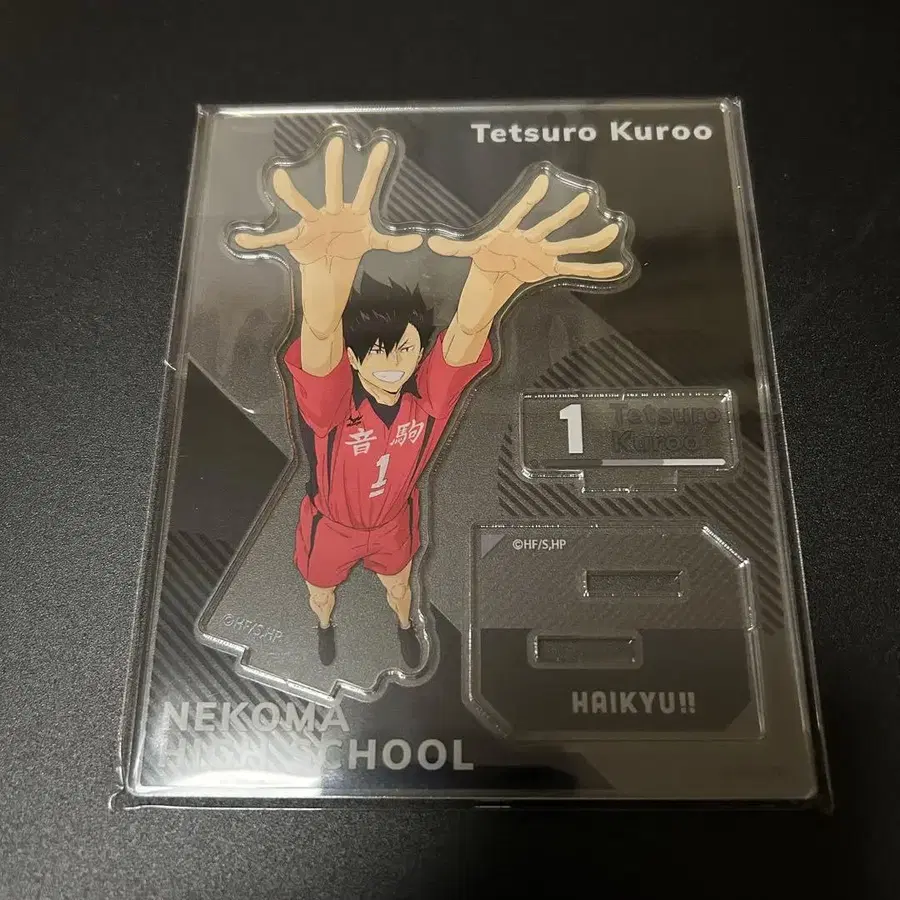 Tetsuro Kuroo
音駒
1
1
Tetsuro
Kuroo
©HF/S,HP
©HF/S,HP
HAIKYU!!
NEKOMA
HIGH SCHOOL